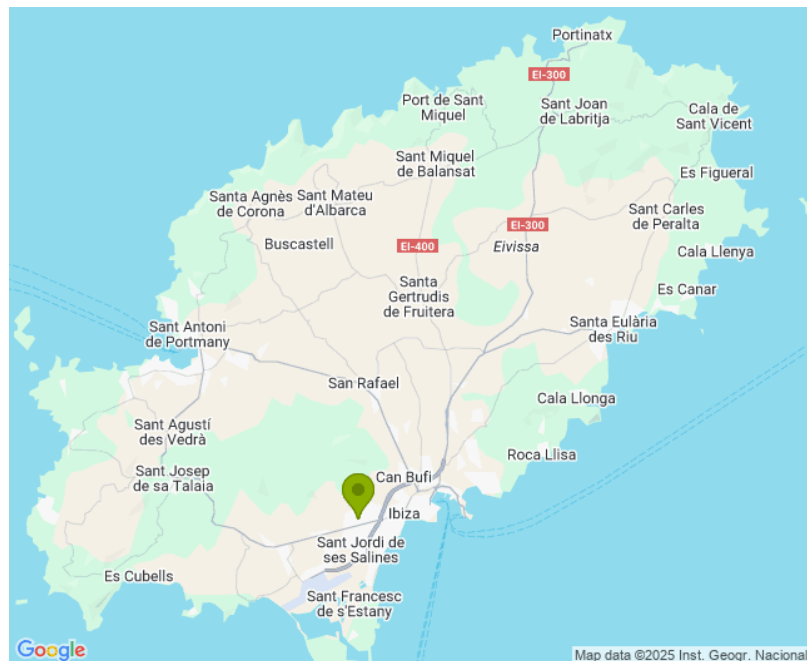 Portinatx
EI-300
Port de Sant
Miquel
Sant Joan
de Labritja
Cala de
Sant Vicent
Sant Miquel
de Balansat
Es Figueral
Santa Agnès
de Corona
Sant Mateu
d'Albarca
Sant Carles
de Peralta
EI-300
Buscastell
EI-400
Eivissa
Cala Llenya
Santa
Gertrudis
de Fruitera
Es Canar
Sant Antoni
de Portmany
Santa Eulària
des Riu
San Rafael
Cala Llonga
Sant Agustí
des Vedrà
Roca Llisa
Sant Josep
de sa Talaia
Can Bufi
Ibiza
Sant Jordi de
ses Salines
Es Cubells
Sant Francesc
de s'Estany
Google
Map data ©2025 Inst. Geogr. Nacional